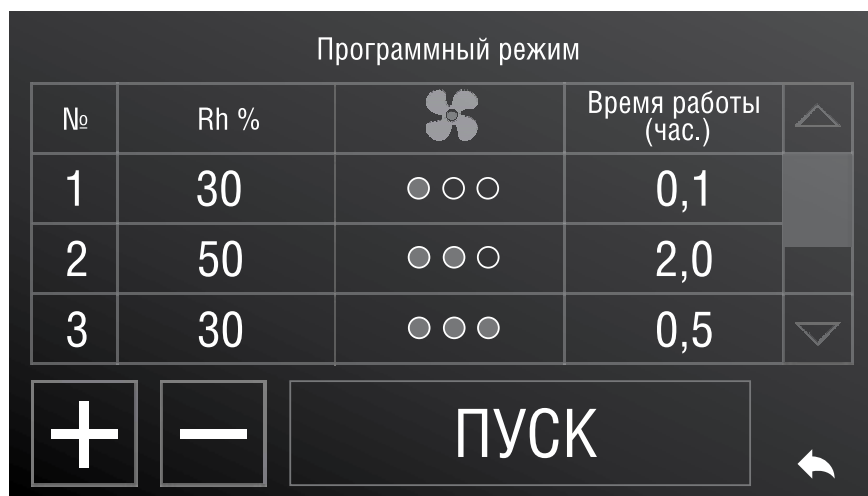 Программный режим
№ Rh % Время работы (час.)
1 30 0,1
2 50 2,0
3 30 0,5
ПУСК